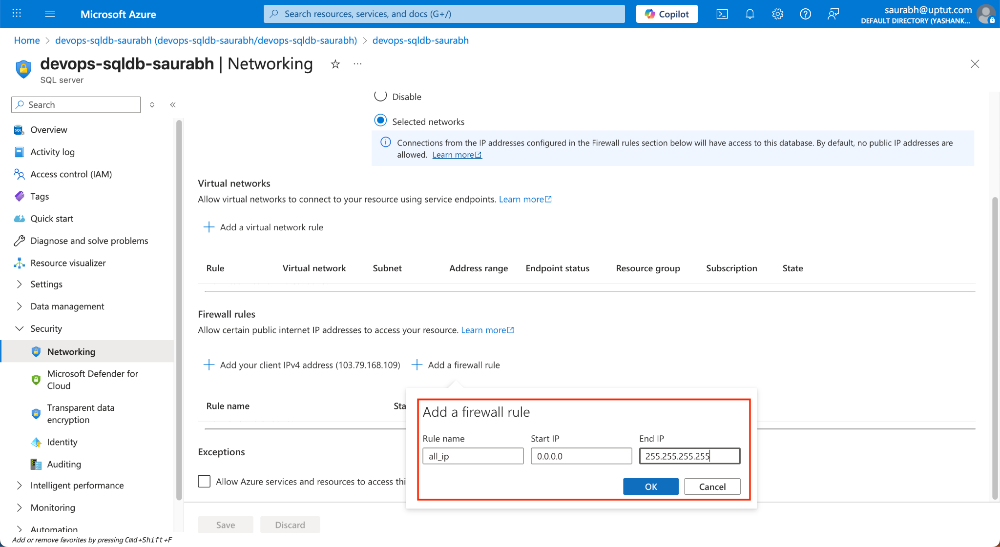 Microsoft Azure
Search resources, services, and docs (G+/)
Copilot
saurabh@uptut.com
DEFAULT DIRECTORY (YASHANK...
Home > devops-sqldb-saurabh (devops-sqldb-saurabh/devops-sqldb-saurabh) > devops-sqldb-saurabh
devops-sqldb-saurabh | Networking
SQL server
Search
Overview
Activity log
Access control (IAM)
Tags
Quick start
Diagnose and solve problems
Resource visualizer
Settings
Data management
Security
Networking
Microsoft Defender for
Cloud
Transparent data
encryption
Identity
Auditing
Intelligent performance
Monitoring
Automation
Add or remove favorites by pressing Cmd+Shift+F
Disable
Selected networks
Connections from the IP addresses configured in the Firewall rules section below will have access to this database. By default, no public IP addresses are
allowed. Learn more
Virtual networks
Allow virtual networks to connect to your resource using service endpoints. Learn more
Add a virtual network rule
Rule Virtual network Subnet Address range Endpoint status Resource group Subscription State
Firewall rules
Allow certain public internet IP addresses to access your resource. Learn more
Add your client IPv4 address (103.79.168.109) Add a firewall rule
Rule name Sta
Add a firewall rule
Rule name Start IP End IP
all_ip 0.0.0.0 255.255.255.255
OK Cancel
Exceptions
Allow Azure services and resources to access thi
Save Discard